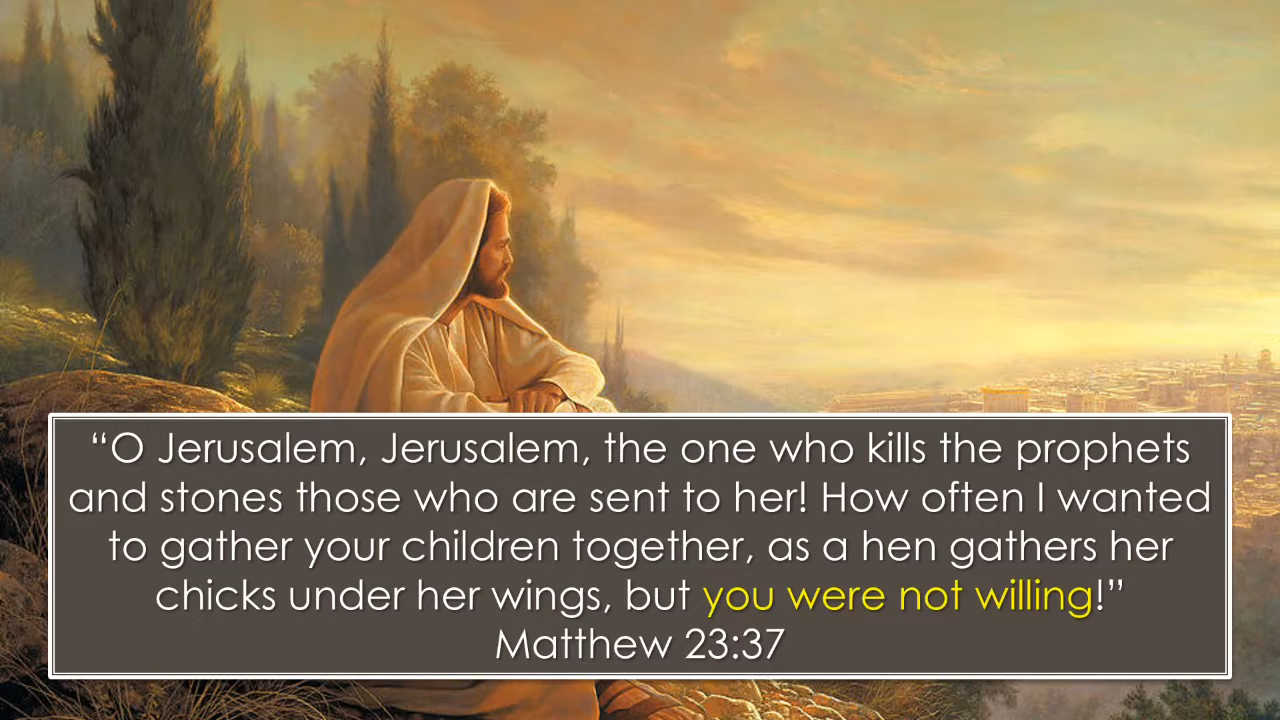 “O Jerusalem, Jerusalem, the one who kills the prophets
and stones those who are sent to her! How often I wanted
to gather your children together, as a hen gathers her
chicks under her wings, but you were not willing!”
Matthew 23:37